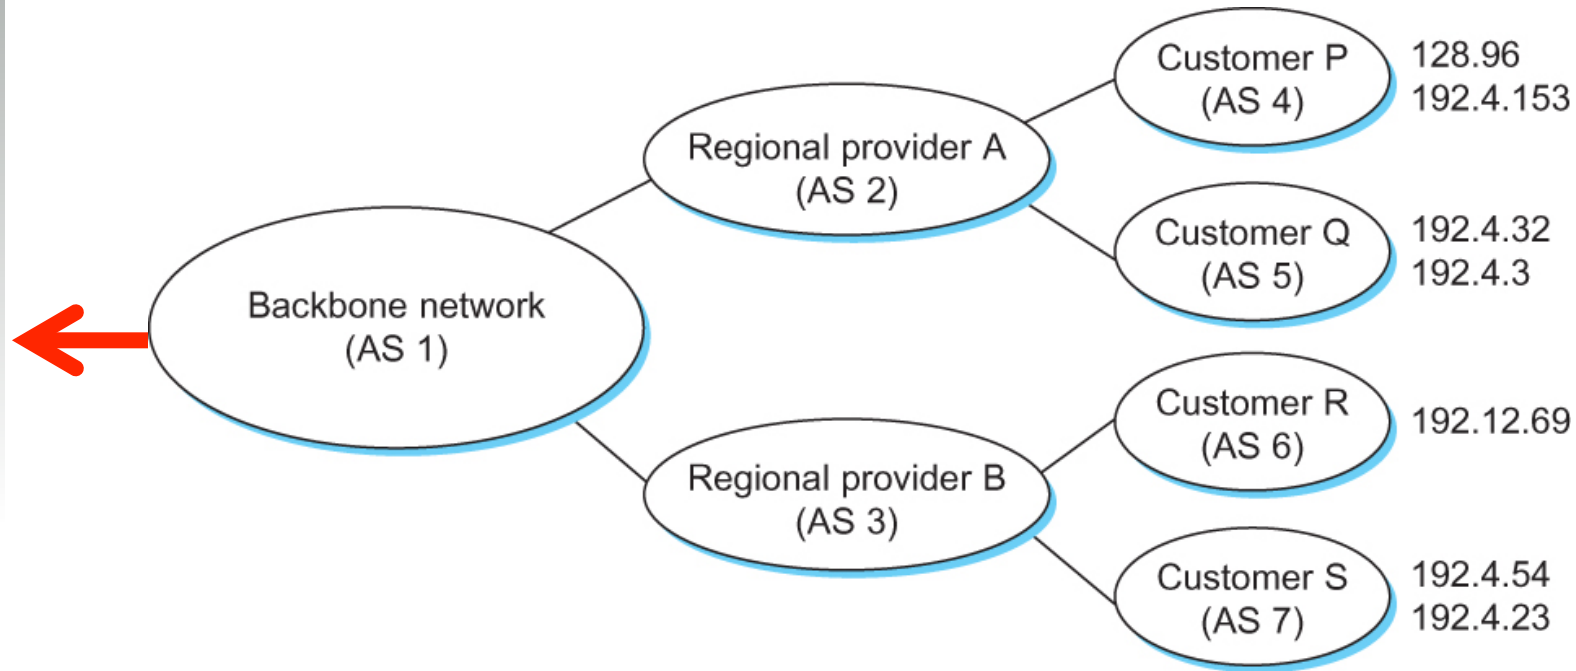 Customer P
(AS 4)
128.96
192.4.153
Regional provider A
(AS 2)
Customer Q
(AS 5)
192.4.32
192.4.3
Backbone network
(AS 1)
Customer R
(AS 6)
192.12.69
Regional provider B
(AS 3)
Customer S
(AS 7)
192.4.54
192.4.23